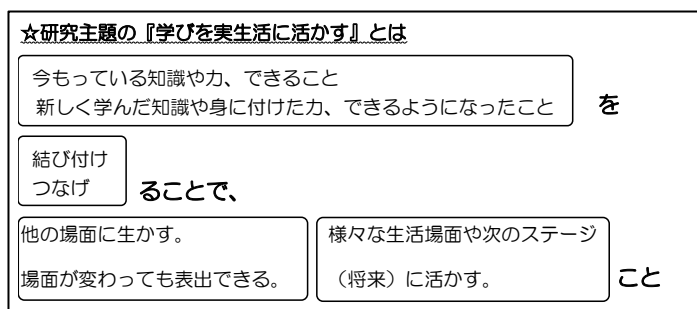 ☆研究主題の『学びを実生活に活かす』とは
今もっている知識や力、できること
新しく学んだ知識や身に付けた力、できるようになったこと
を
結び付け
つなげ
ることで、
他の場面に生かす。
場面が変わっても表出できる。
様々な生活場面や次のステージ
（将来）に活かす。
こと